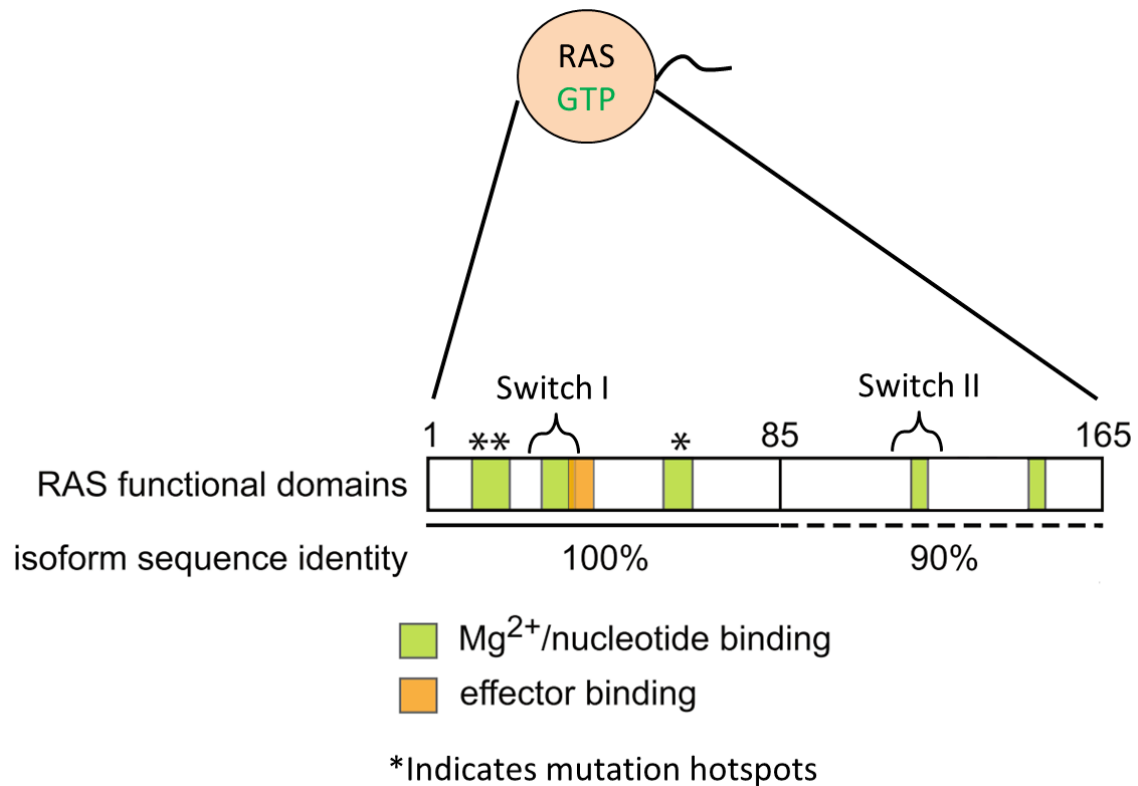 RAS
GTP
Switch I
Switch II
1
**
*
85
165
RAS functional domains
isoform sequence identity
100%
90%
Mg2+/nucleotide binding
effector binding
*Indicates mutation hotspots